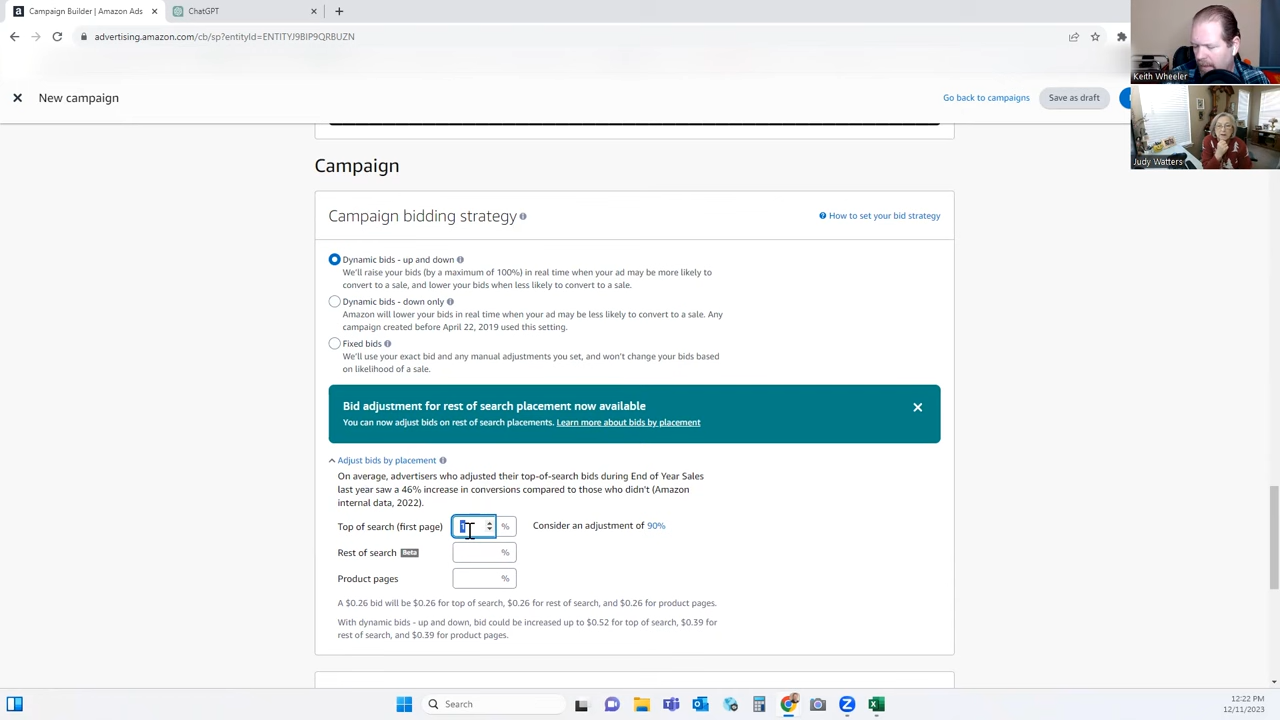 Campaign Builder | Amazon Ads
ChatGPT
advertising.amazon.com/cb/sp?entityId=ENTITYJ9BIP9QRBUZN
New campaign
Go back to campaigns
Save as draft
Keith Wheeler
Judy Watters
Campaign
Campaign bidding strategy
How to set your bid strategy
Dynamic bids - up and down
We'll raise your bids (by a maximum of 100%) in real time when your ad may be more likely to
convert to a sale, and lower your bids when less likely to convert to a sale.
Dynamic bids - down only
Amazon will lower your bids in real time when your ad may be less likely to convert to a sale. Any
campaign created before April 22, 2019 used this setting.
Fixed bids
We'll use your exact bid and any manual adjustments you set, and won't change your bids based
on likelihood of a sale.
Bid adjustment for rest of search placement now available
You can now adjust bids on rest of search placements. Learn more about bids by placement
Adjust bids by placement
On average, advertisers who adjusted their top-of-search bids during End of Year Sales
last year saw a 46% increase in conversions compared to those who didn't (Amazon
internal data, 2022).
Top of search (first page) % Consider an adjustment of 90%
Rest of search Beta %
Product pages %
A $0.26 bid will be $0.26 for top of search, $0.26 for rest of search, and $0.26 for product pages.
With dynamic bids - up and down, bid could be increased up to $0.52 for top of search, $0.39 for
rest of search, and $0.39 for product pages.
Search
12:22 PM
12/11/2023